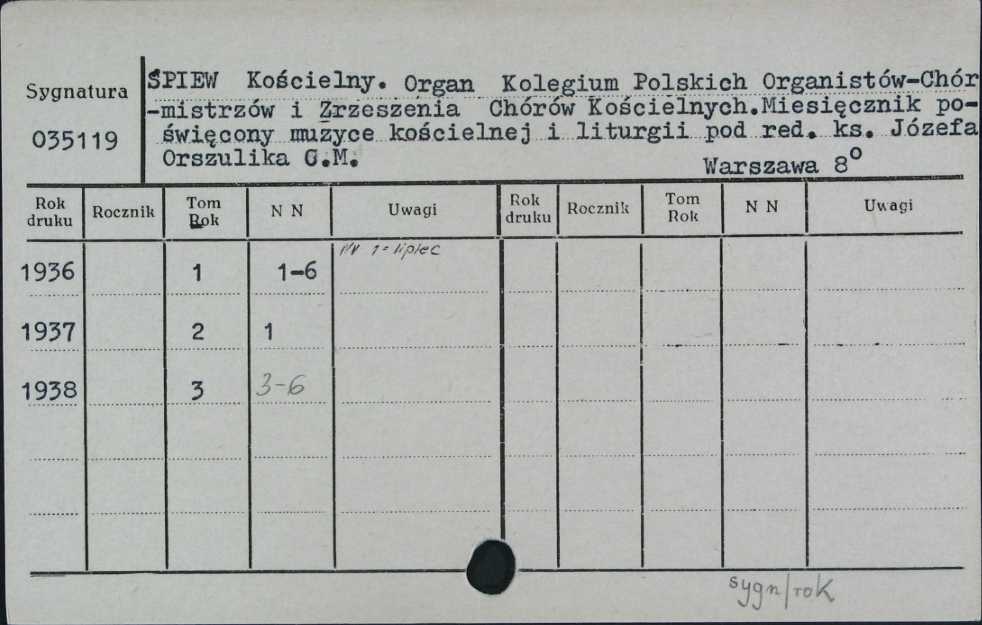 Sygnatura
035119
ŚPIEW Kościelny. Organ Kolegium Polskich Organistów-Chór
-mistrzów i Zrzeszenia Chórów Kościelnych.Miesięcznik po-
święcony muzyce kościelnej i liturgii pod red. ks. Józefa
Orszulika C.M. Warszawa 8°
Rok druku Rocznik Tom Rok N N Uwagi Rok druku Rocznik Tom Rok N N Uwagi
1936 1 1-6 1= lipiec
1937 2 1
1938 3 3-6
sygn/rok